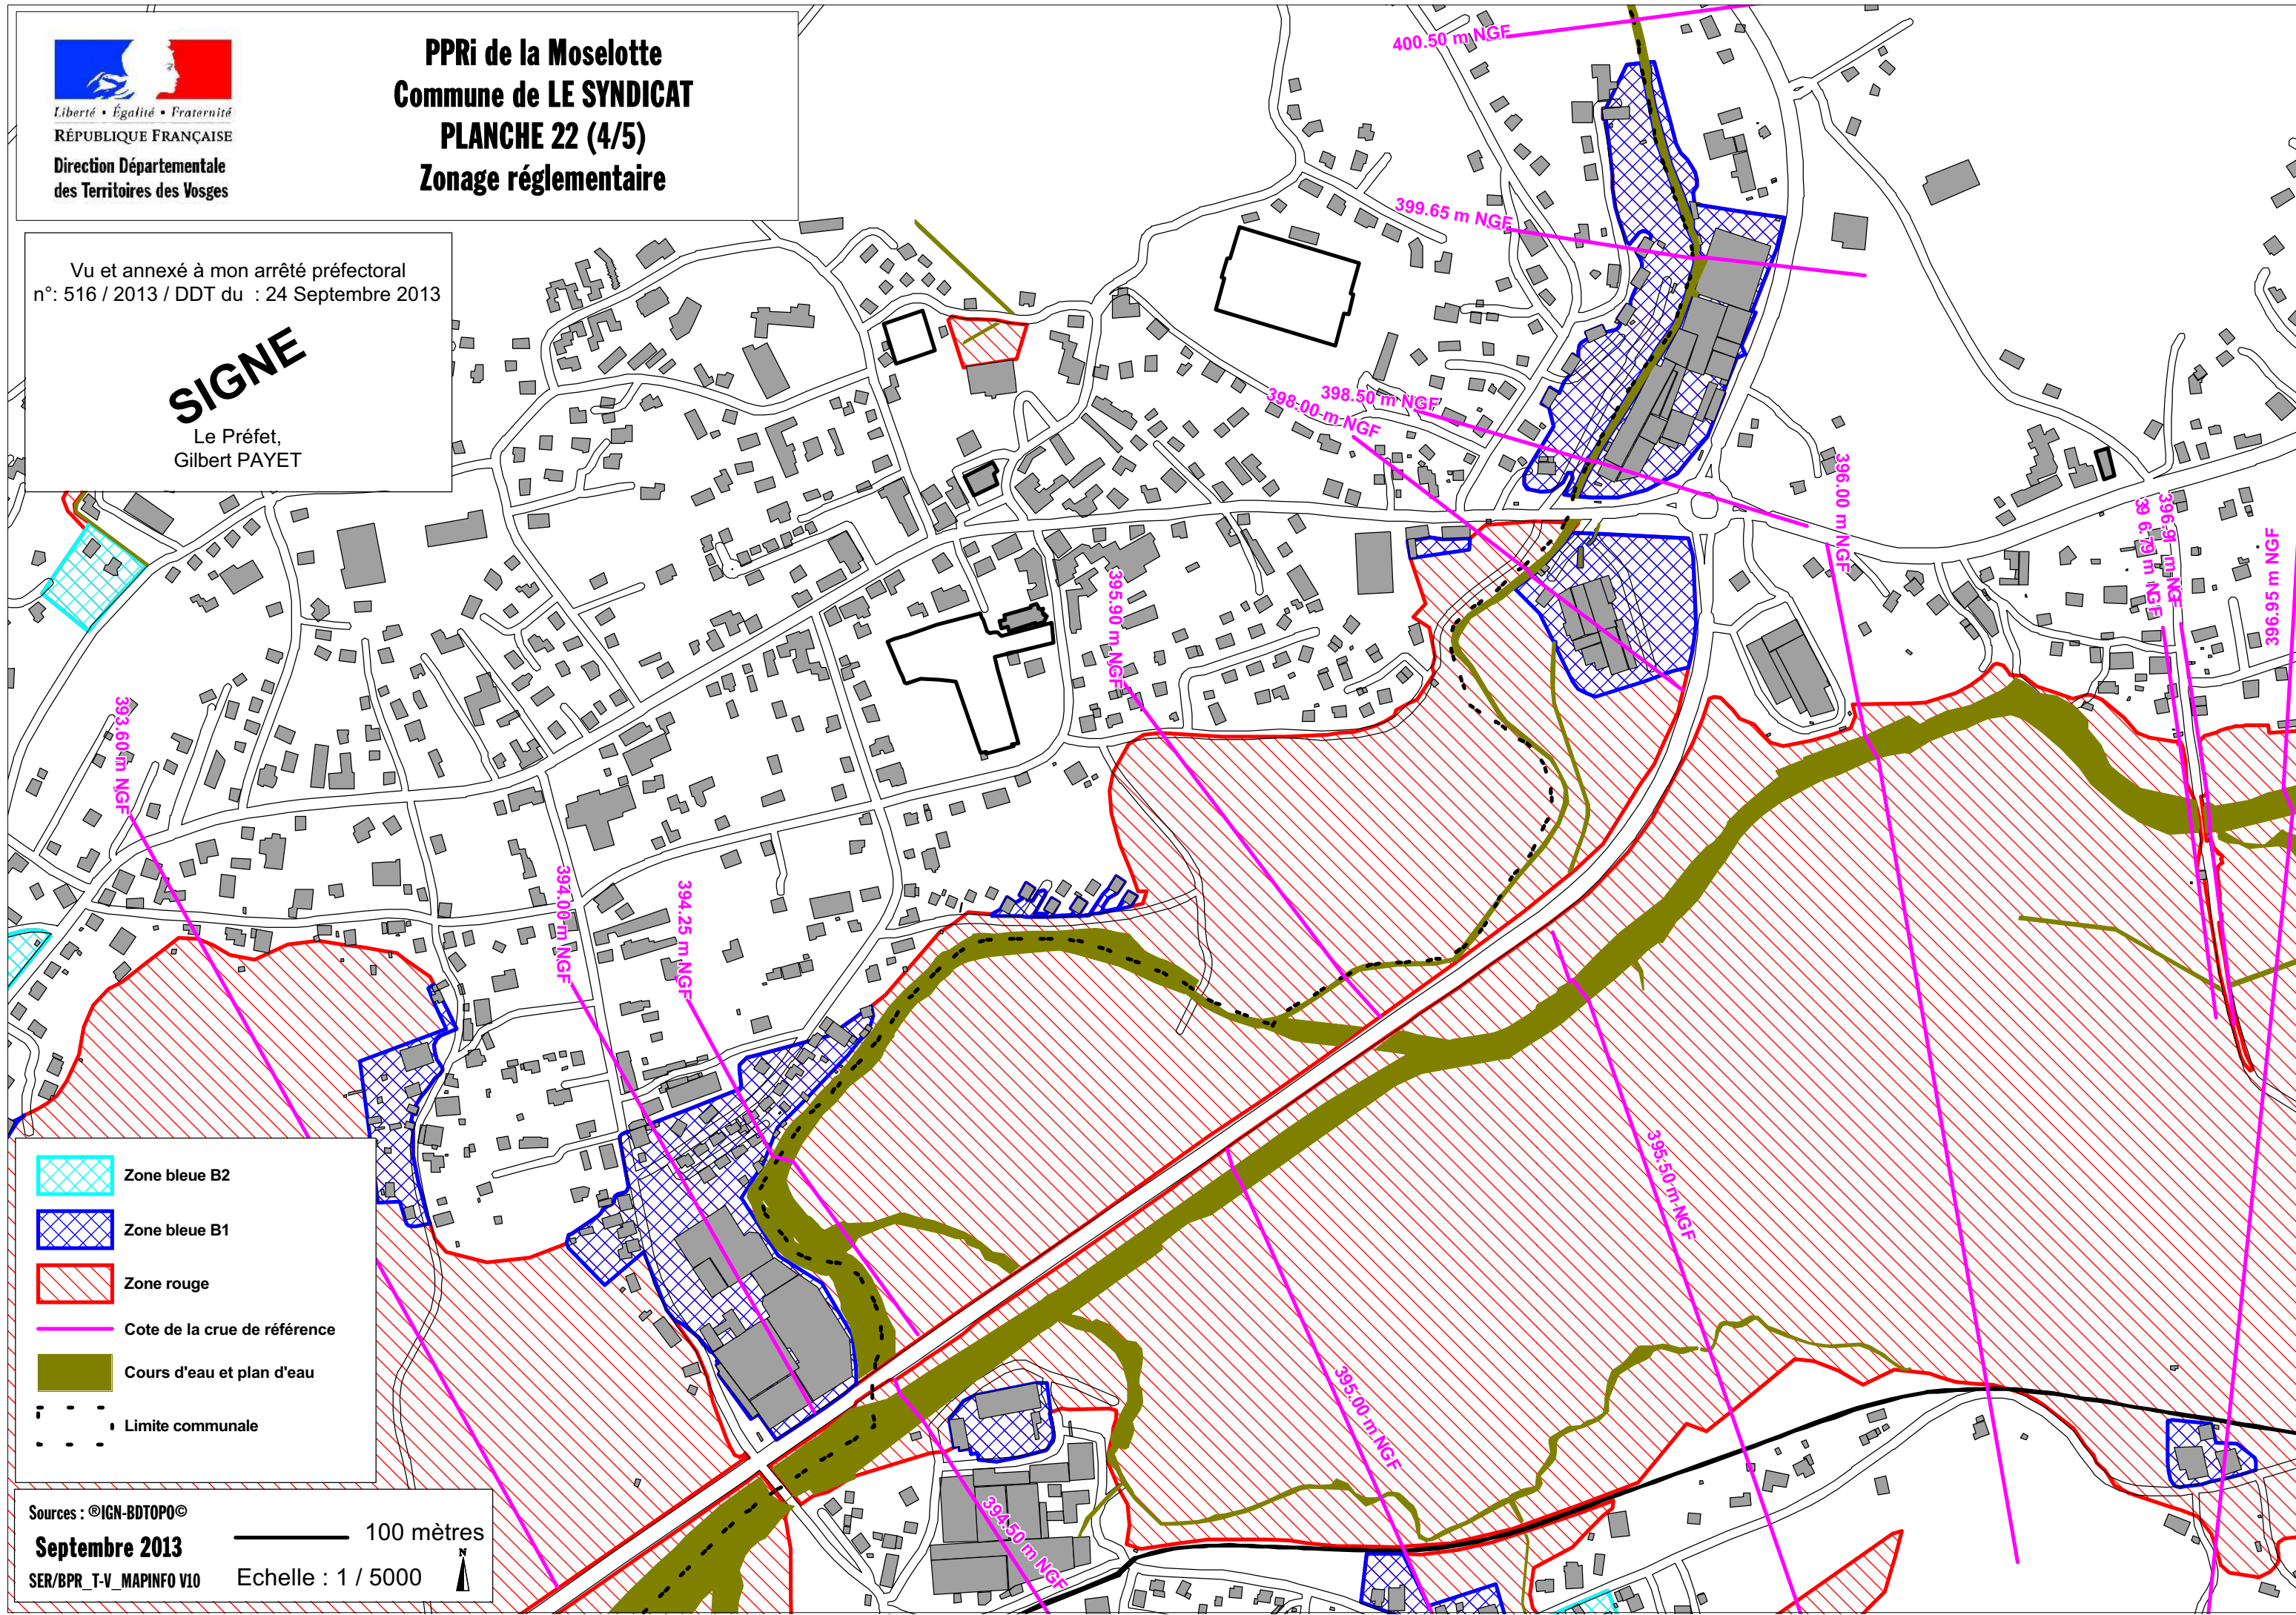 Liberté • Égalité • Fraternité
RÉPUBLIQUE FRANÇAISE
Direction Départementale
des Territoires des Vosges
PPRi de la Moselotte
Commune de LE SYNDICAT
PLANCHE 22 (4/5)
Zonage réglementaire
Vu et annexé à mon arrêté préfectoral
n°: 516 / 2013 / DDT du : 24 Septembre 2013
SIGNE
Le Préfet,
Gilbert PAYET
400.50 m NGF
399.65 m NGF
398.50 m NGF
398.00 m NGF
396.00 m NGF
396.79 m NGF
396.91 m NGF
396.95 m NGF
395.90 m NGF
393.60 m NGF
394.00 m NGF
394.25 m NGF
395.50 m NGF
395.00 m NGF
394.50 m NGF
Zone bleue B2
Zone bleue B1
Zone rouge
Cote de la crue de référence
Cours d'eau et plan d'eau
Limite communale
Sources : ®IGN-BDTOPO©
Septembre 2013
SER/BPR_T-V_MAPINFO V10
100 mètres
Echelle : 1 / 5000
N